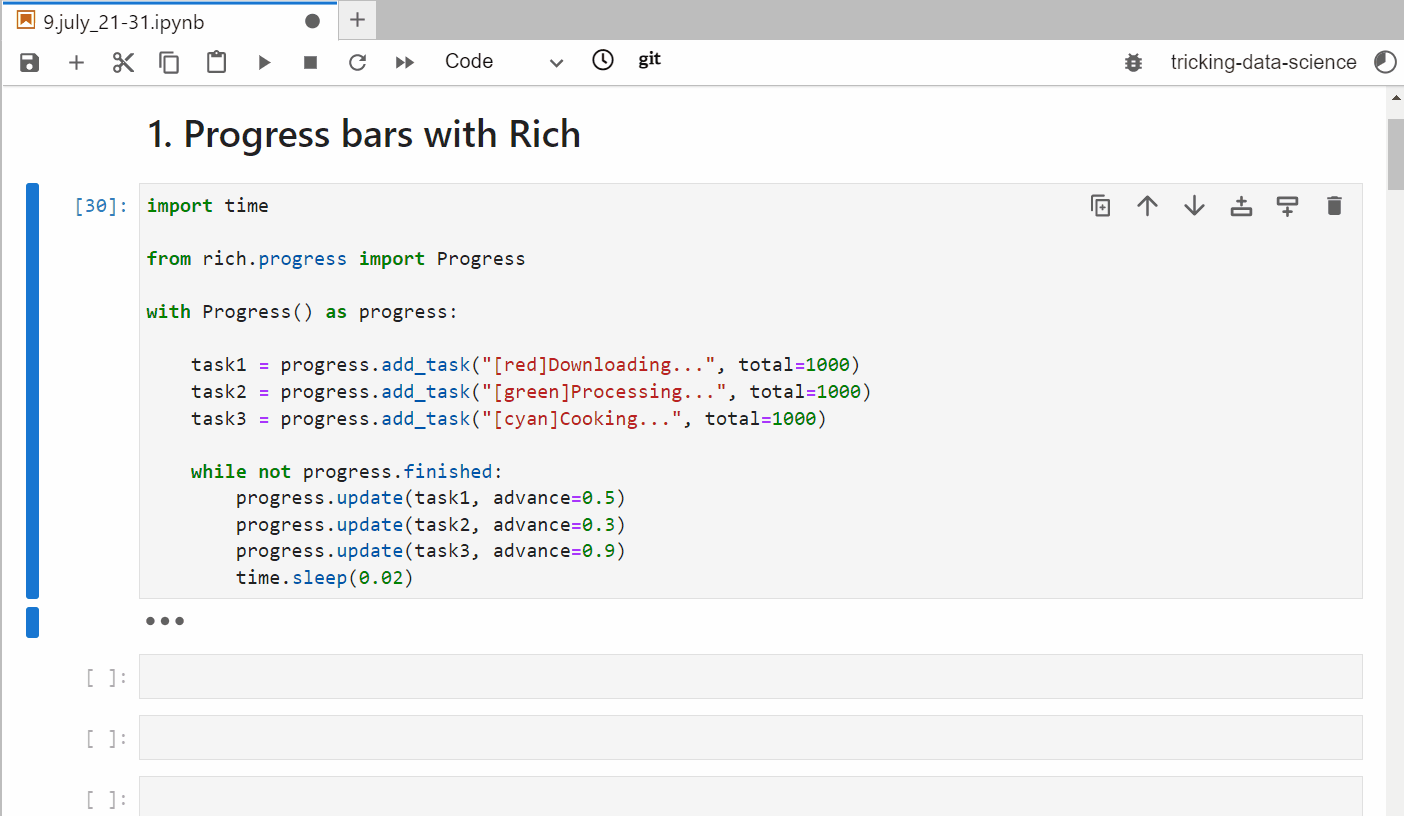 9.july_21-31.ipynb
Code
git
tricking-data-science
1. Progress bars with Rich
[30]:
import time
from rich.progress import Progress
with Progress() as progress:
    task1 = progress.add_task("[red]Downloading...", total=1000)
    task2 = progress.add_task("[green]Processing...", total=1000)
    task3 = progress.add_task("[cyan]Cooking...", total=1000)
    while not progress.finished:
        progress.update(task1, advance=0.5)
        progress.update(task2, advance=0.3)
        progress.update(task3, advance=0.9)
        time.sleep(0.02)
[ ]:
[ ]:
[ ]: